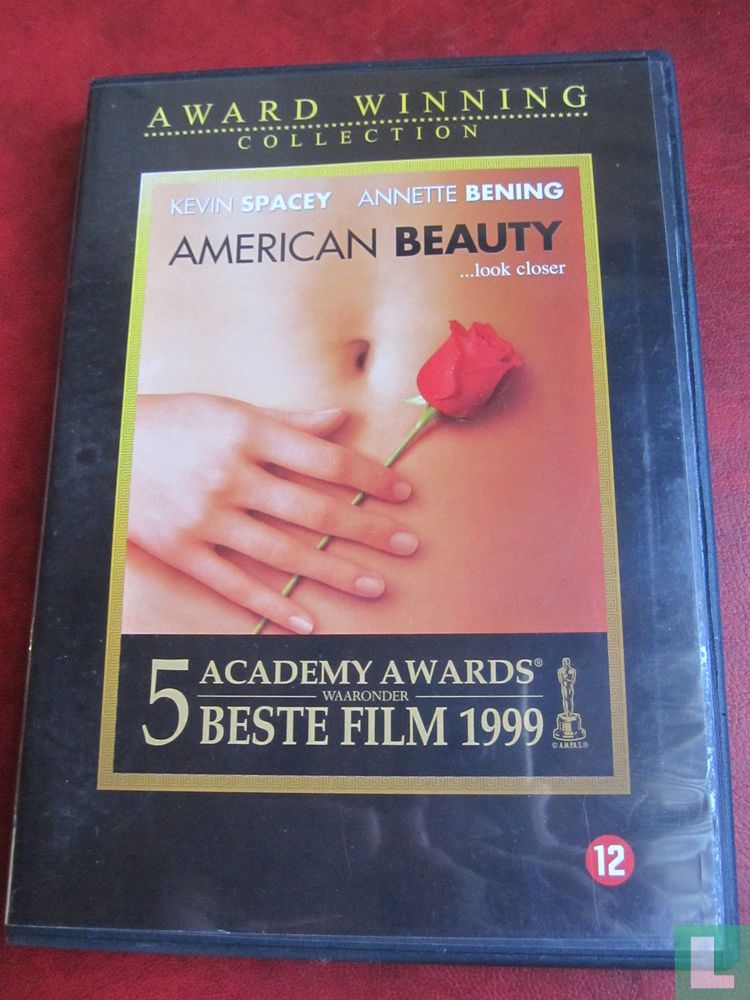 AWARD WINNING
COLLECTION
KEVIN SPACEY ANNETTE BENING
AMERICAN BEAUTY
...look closer
5 ACADEMY AWARDS®
WAARONDER
BESTE FILM 1999
© A.M.P.A.S.®
12
L